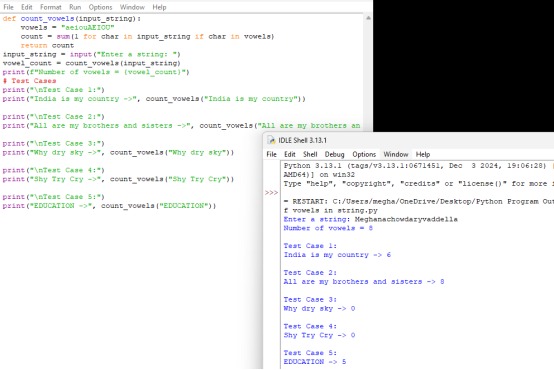 File Edit Format Run Options Window Help
def count_vowels(input_string):
vowels = "aeiouAEIOU"
count = sum(1 for char in input_string if char in vowels)
return count
input_string = input("Enter a string: ")
vowel_count = count_vowels(input_string)
print(f"Number of vowels = {vowel_count}")
# Test Cases
print("\nTest Case 1:")
print("India is my country ->", count_vowels("India is my country"))
print("\nTest Case 2:")
print("All are my brothers and sisters ->", count_vowels("All are my brothers an
print("\nTest Case 3:")
print("Why dry sky ->", count_vowels("Why dry sky"))
print("\nTest Case 4:")
print("Shy Try Cry ->", count_vowels("Shy Try Cry"))
print("\nTest Case 5:")
print("EDUCATION ->", count_vowels("EDUCATION"))
IDLE Shell 3.13.1
File Edit Shell Debug Options Window Help
Python 3.13.1 (tags/v3.13.1:0671451, Dec 3 2024, 19:06:28) [
AMD64)] on win32
Type "help", "copyright", "credits" or "license()" for more i
>>>
= RESTART: C:/Users/megha/OneDrive/Desktop/Python Program Out
f vowels in string.py
Enter a string: Meghanachowdaryvaddella
Number of vowels = 8
Test Case 1:
India is my country -> 6
Test Case 2:
All are my brothers and sisters -> 8
Test Case 3:
Why dry sky -> 0
Test Case 4:
Shy Try Cry -> 0
Test Case 5:
EDUCATION -> 5